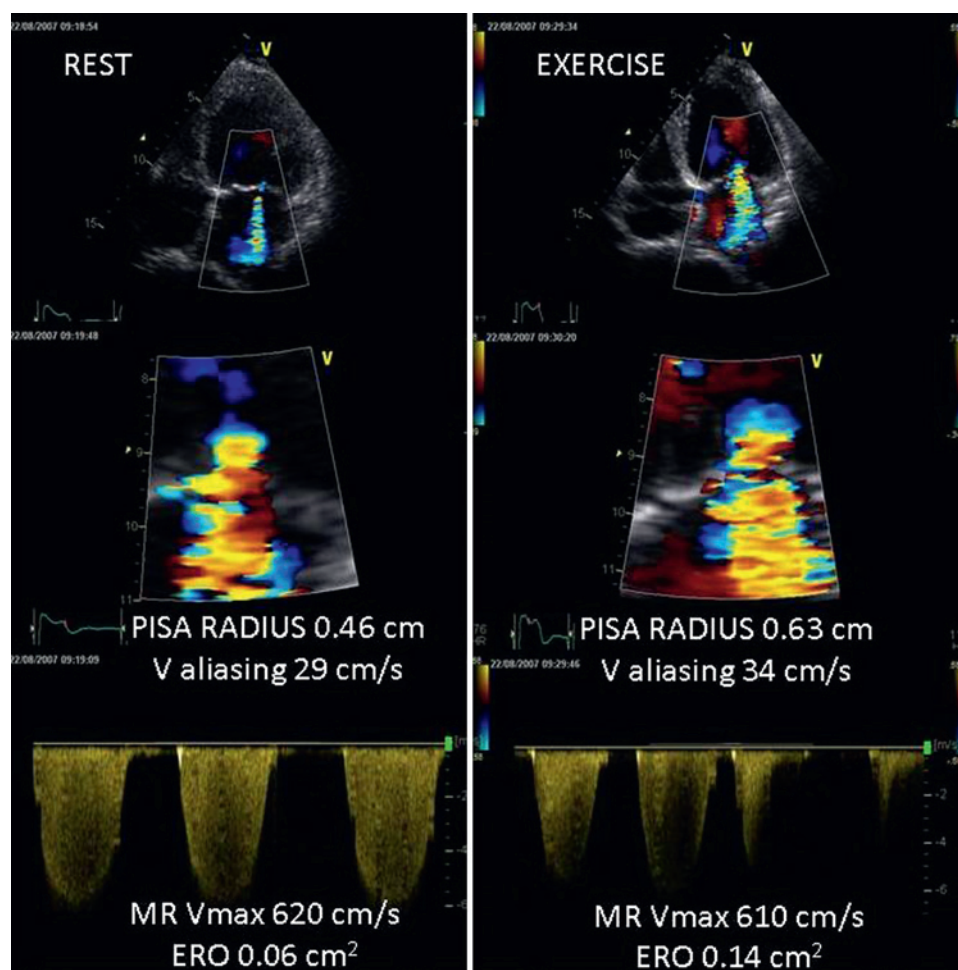 22/08/2007 09:18:54
V
REST
5
10
15
22/08/2007 09:29:34
V
EXERCISE
5
10
15
22/08/2007 09:19:48
V
8
9
10
11
PISA RADIUS 0.46 cm
V aliasing 29 cm/s
22/08/2007 09:30:20
V
8
9
10
11
PISA RADIUS 0.63 cm
V aliasing 34 cm/s
22/08/2007 09:19:09
[m/s]
-2
-4
-6
MR Vmax 620 cm/s
ERO 0.06 cm²
22/08/2007 09:29:46
[m/s]
-2
-4
-6
MR Vmax 610 cm/s
ERO 0.14 cm²